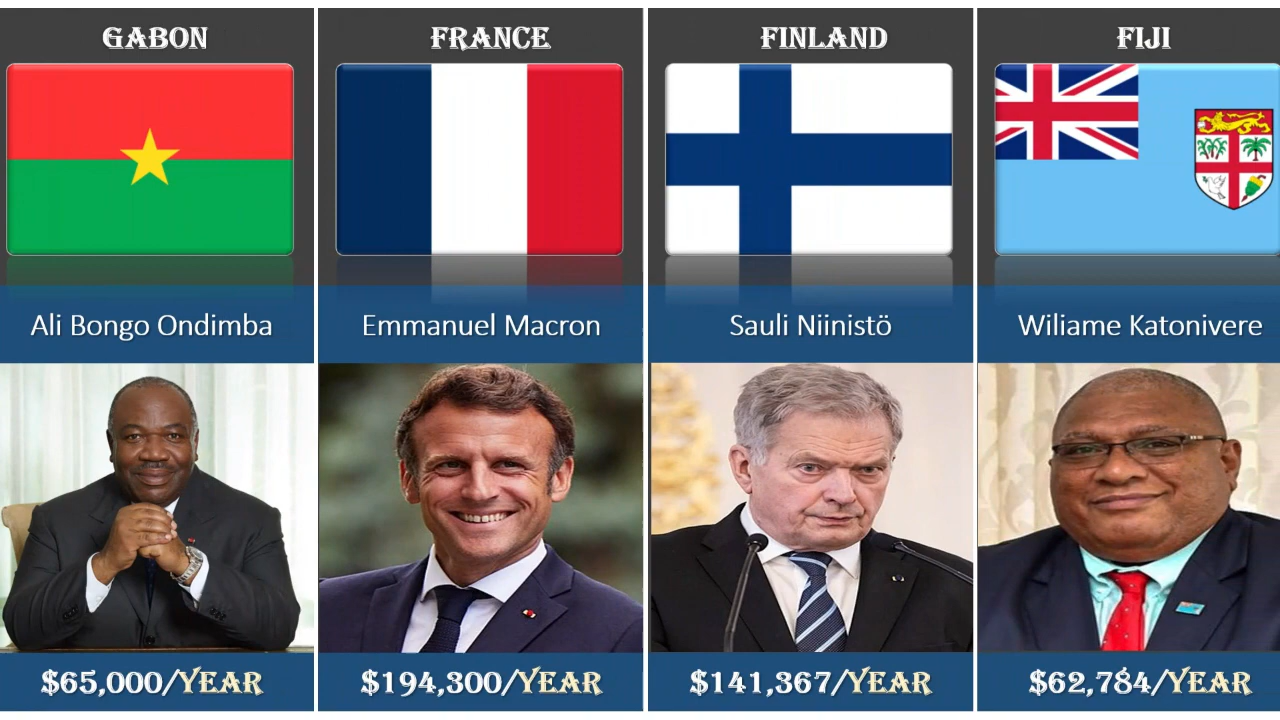 GABON
FRANCE
FINLAND
FIJI
Ali Bongo Ondimba
Emmanuel Macron
Sauli Niinistö
Wiliame Katonivere
$65,000/YEAR
$194,300/YEAR
$141,367/YEAR
$62,784/YEAR